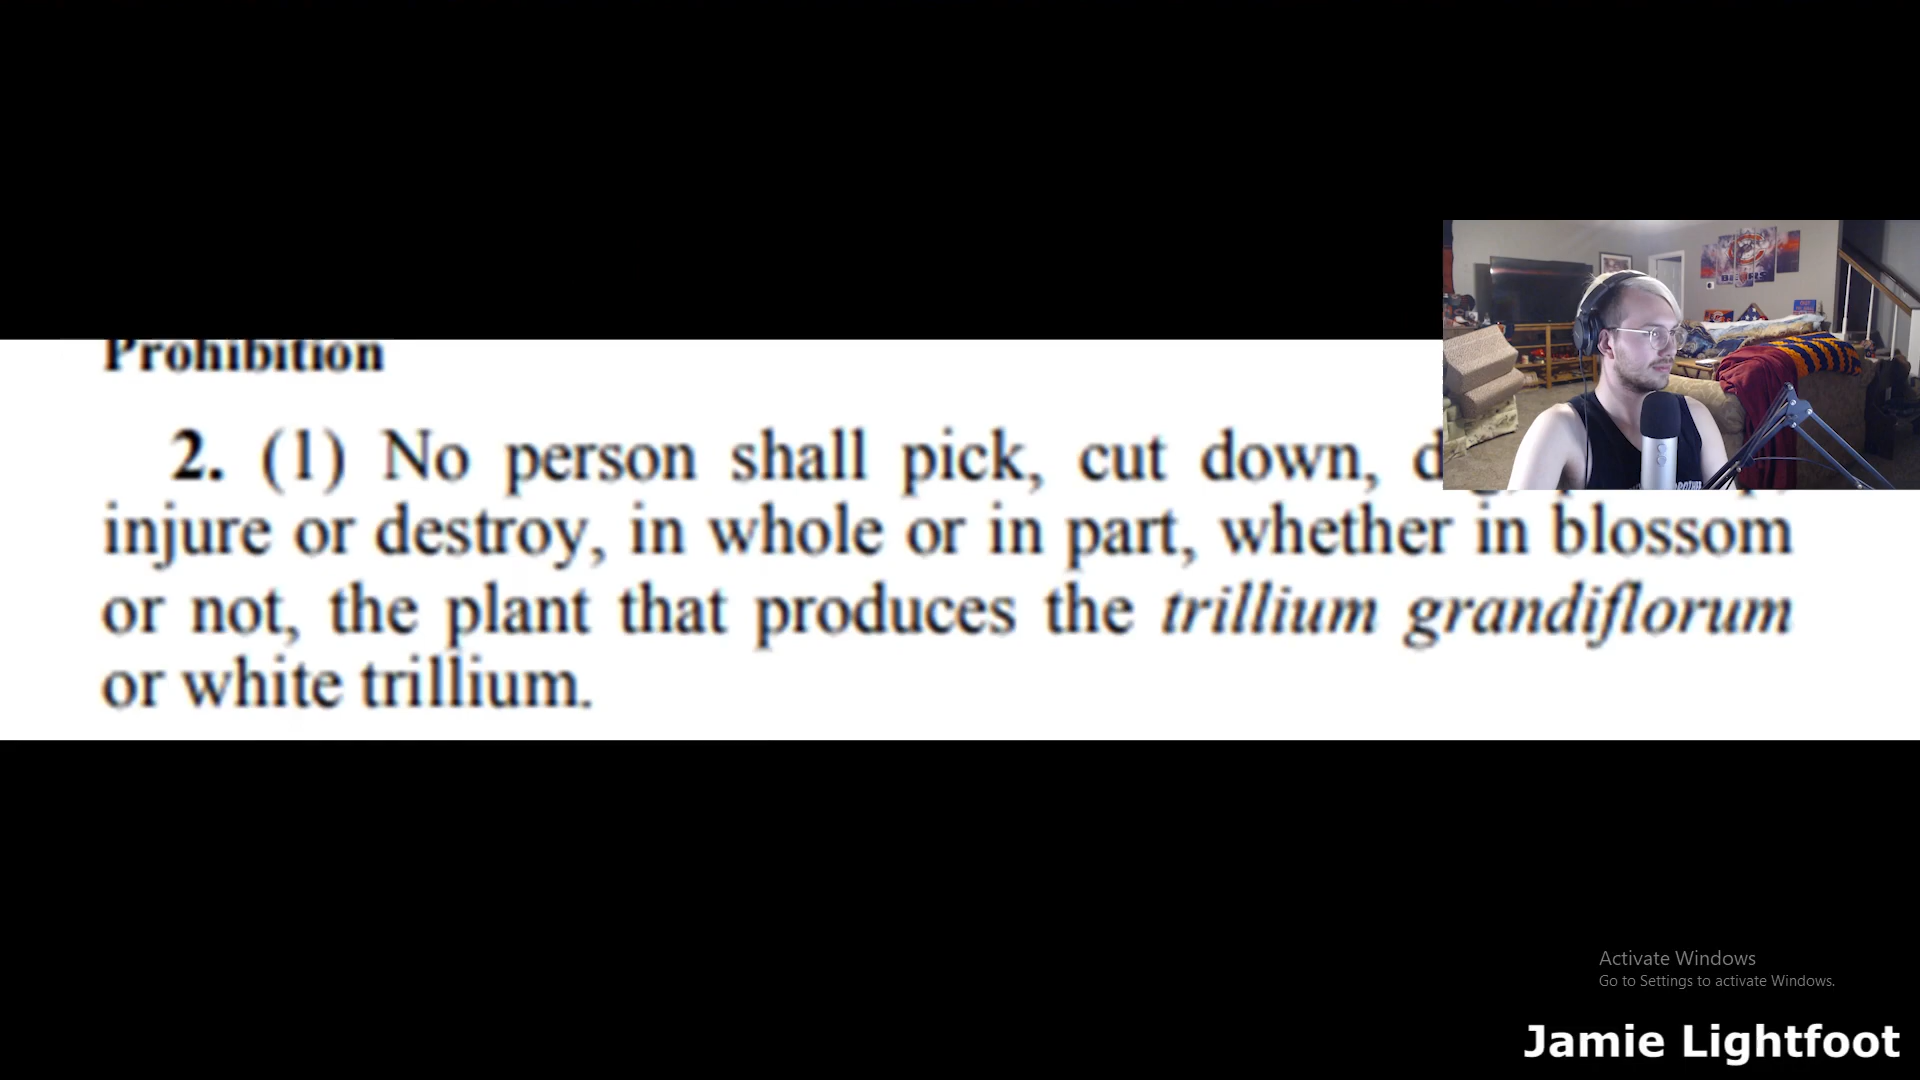 Prohibition
2. (1) No person shall pick, cut down,
injure or destroy, in whole or in part, whether in blossom
or not, the plant that produces the trillium grandiflorum
or white trillium.
BEARS
Activate Windows
Go to Settings to activate Windows.
Jamie Lightfoot